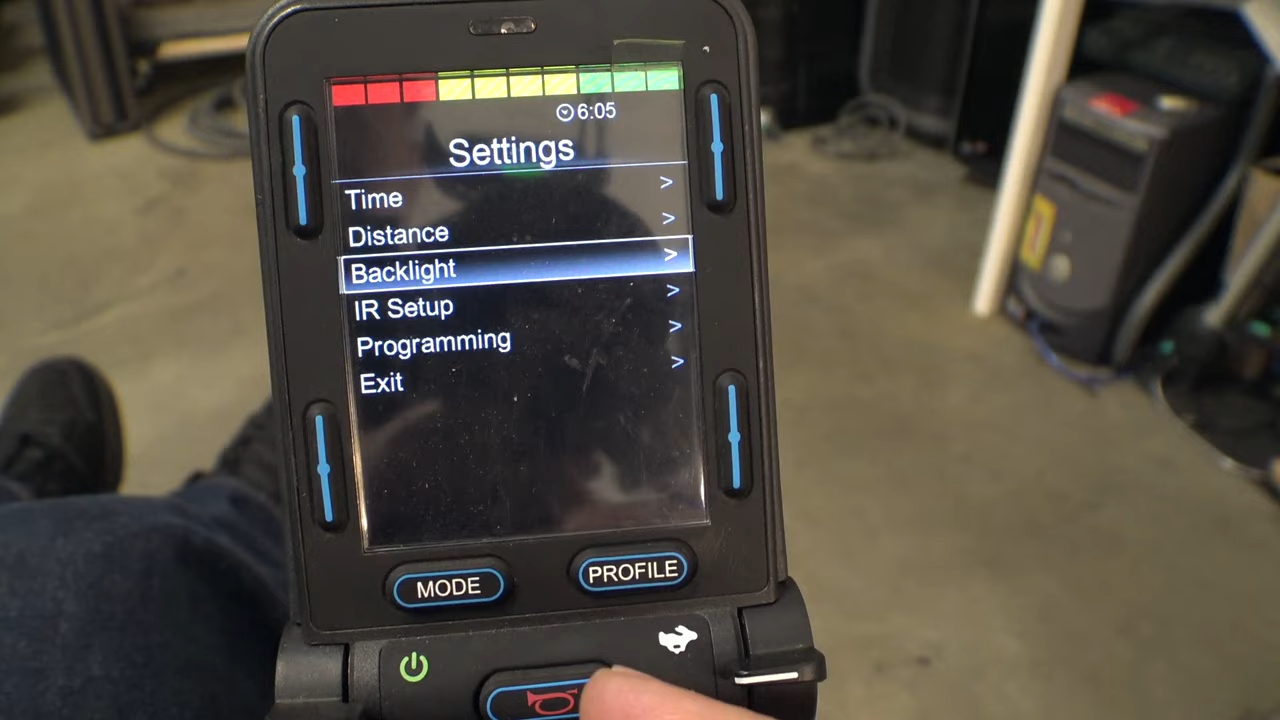 6:05
Settings
Time >
Distance >
Backlight >
IR Setup >
Programming >
Exit >
MODE
PROFILE